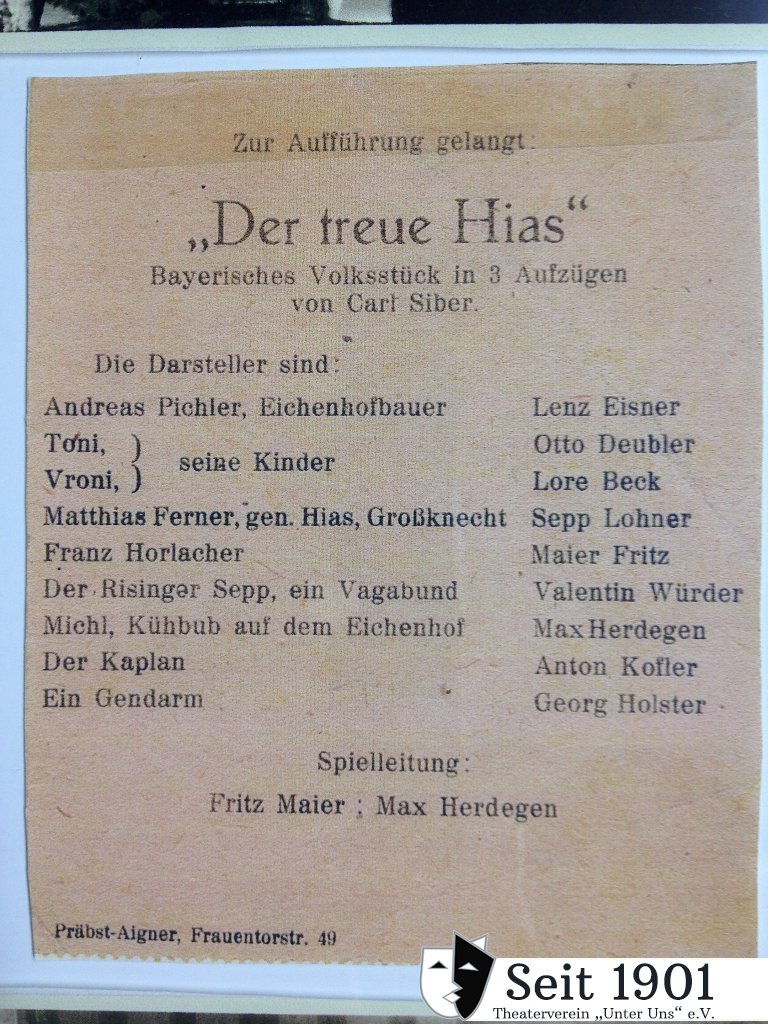 Zur Aufführung gelangt:
„Der treue Hias“
Bayerisches Volksstück in 3 Aufzügen
von Carl Siber.
Die Darsteller sind:
Andreas Pichler, Eichenhofbauer Lenz Eisner
Toni, } seine Kinder Otto Deubler
Vroni, } Lore Beck
Matthias Ferner, gen. Hias, Großknecht Sepp Lohner
Franz Horlacher Maier Fritz
Der Risinger Sepp, ein Vagabund Valentin Würder
Michl, Kühbub auf dem Eichenhof Max Herdegen
Der Kaplan Anton Kofler
Ein Gendarm Georg Holster
Spielleitung:
Fritz Maier : Max Herdegen
Präbst-Aigner, Frauentorstr. 49
Seit 1901
Theaterverein „Unter Uns“ e.V.